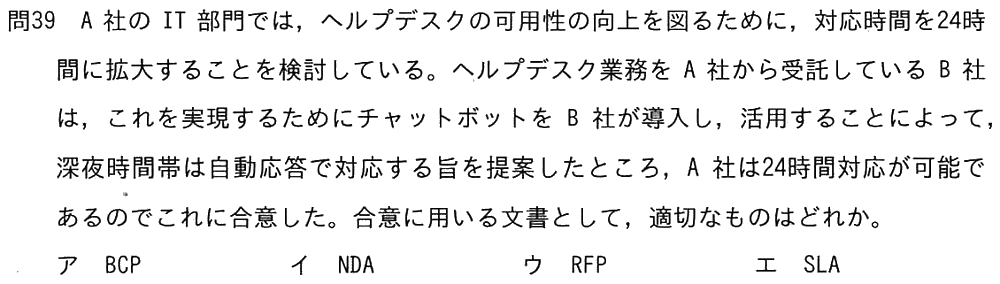 問39 A 社の IT 部門では，ヘルプデスクの可用性の向上を図るために，対応時間を24時
間に拡大することを検討している。ヘルプデスク業務を A 社から受託している B 社
は，これを実現するためにチャットボットを B 社が導入し，活用することによって，
深夜時間帯は自動応答で対応する旨を提案したところ，A 社は24時間対応が可能で
あるのでこれに合意した。合意に用いる文書として，適切なものはどれか。
ア BCP イ NDA ウ RFP エ SLA